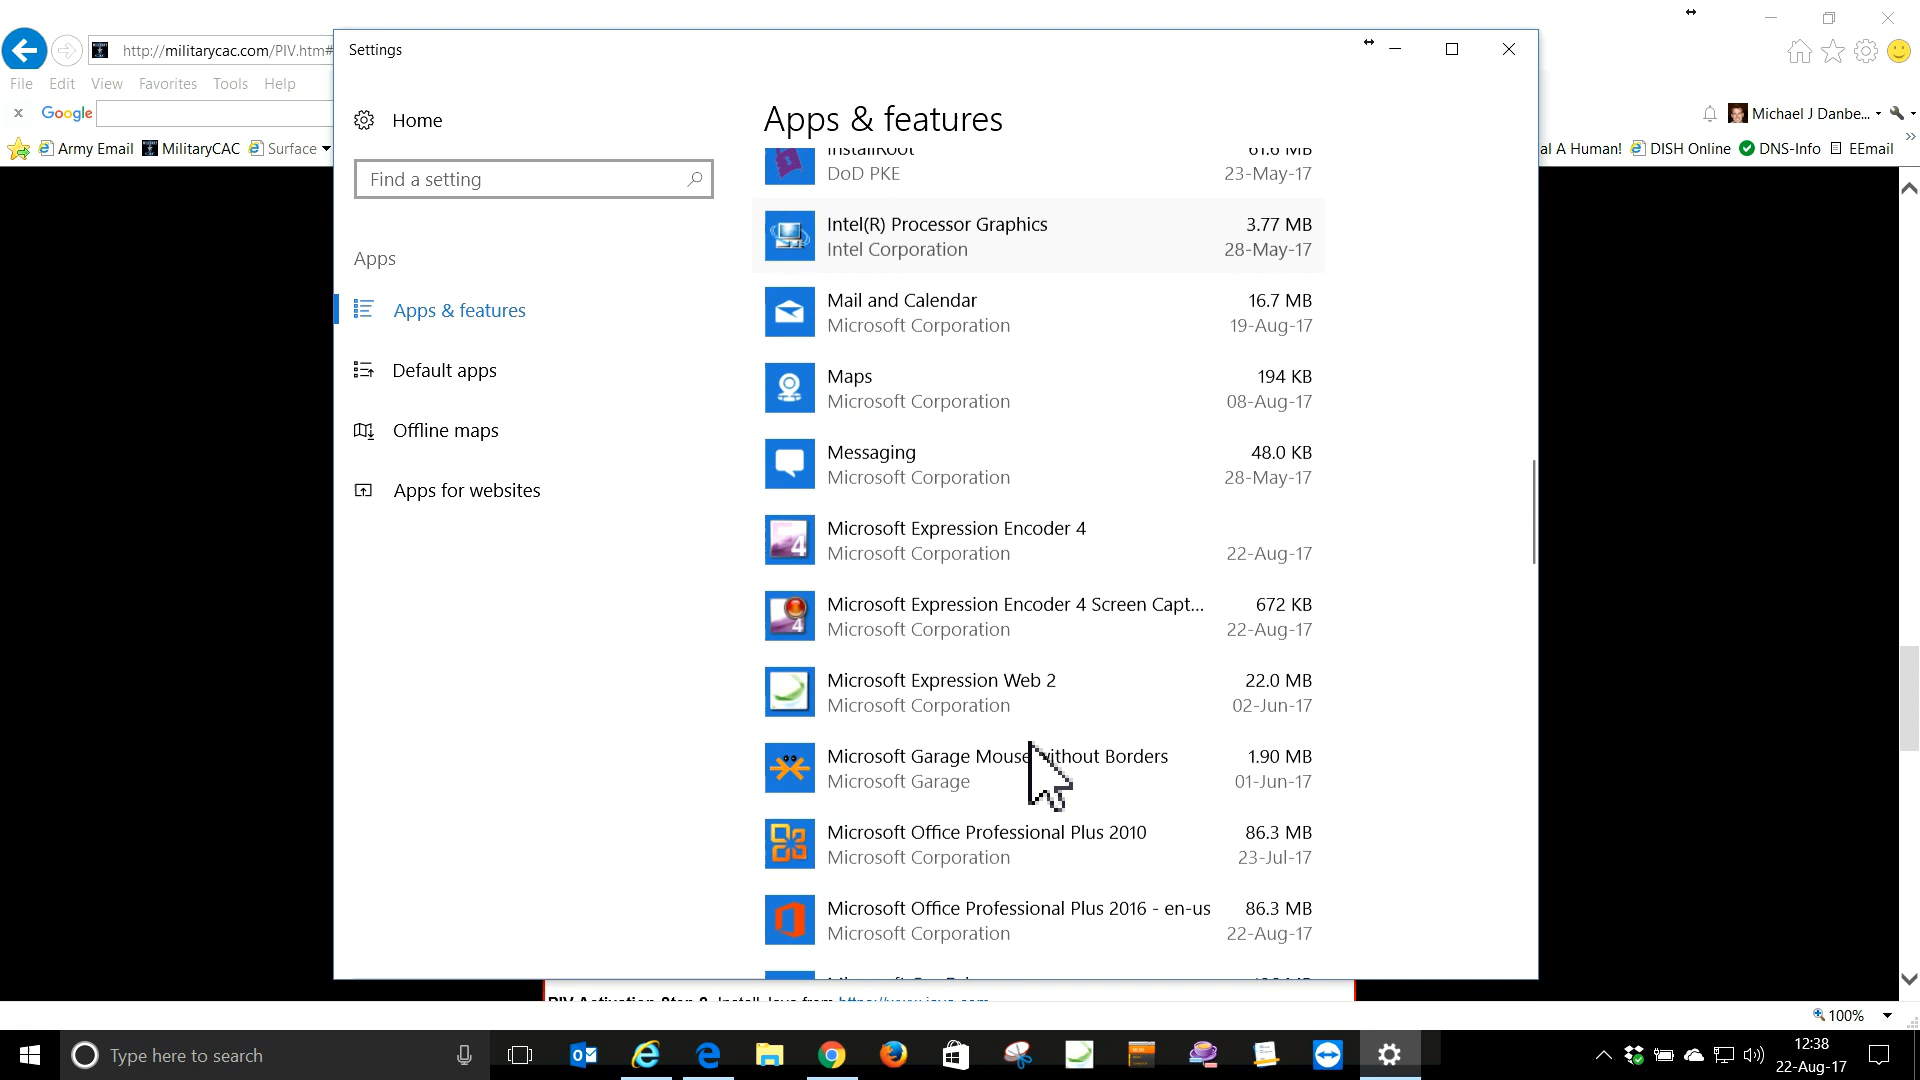 http://militarycac.com/PIV.htm#
Settings
File Edit View Favorites Tools Help
x Google
Michael J Danbe...
Army Email MilitaryCAC Surface
al A Human! DISH Online DNS-Info EEmail
Home
Find a setting
Apps
Apps & features
Default apps
Offline maps
Apps for websites
Apps & features
InstallRoot 61.6 MB
DoD PKE 23-May-17
Intel(R) Processor Graphics 3.77 MB
Intel Corporation 28-May-17
Mail and Calendar 16.7 MB
Microsoft Corporation 19-Aug-17
Maps 194 KB
Microsoft Corporation 08-Aug-17
Messaging 48.0 KB
Microsoft Corporation 28-May-17
Microsoft Expression Encoder 4
Microsoft Corporation 22-Aug-17
Microsoft Expression Encoder 4 Screen Capt... 672 KB
Microsoft Corporation 22-Aug-17
Microsoft Expression Web 2 22.0 MB
Microsoft Corporation 02-Jun-17
Microsoft Garage Mouse without Borders 1.90 MB
Microsoft Garage 01-Jun-17
Microsoft Office Professional Plus 2010 86.3 MB
Microsoft Corporation 23-Jul-17
Microsoft Office Professional Plus 2016 - en-us 86.3 MB
Microsoft Corporation 22-Aug-17
100%
Type here to search
12:38
22-Aug-17